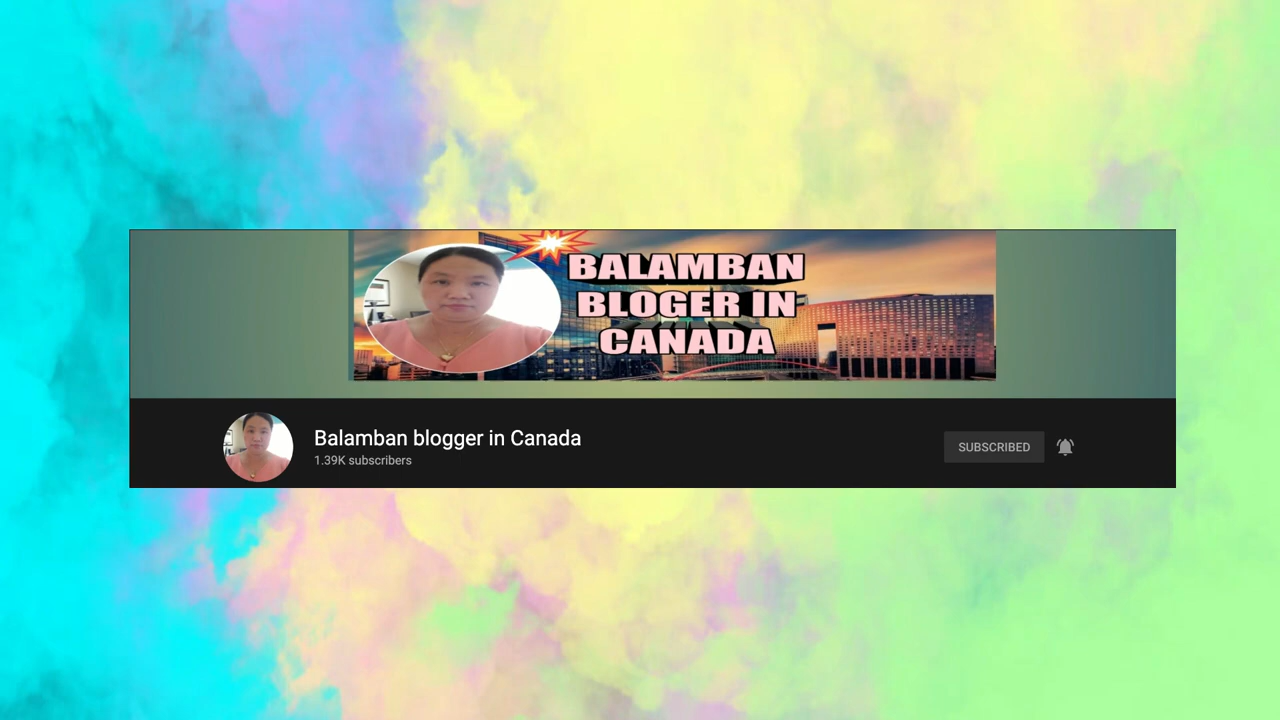 BALAMBAN
BLOGER IN
CANADA
Balamban blogger in Canada
1.39K subscribers
SUBSCRIBED